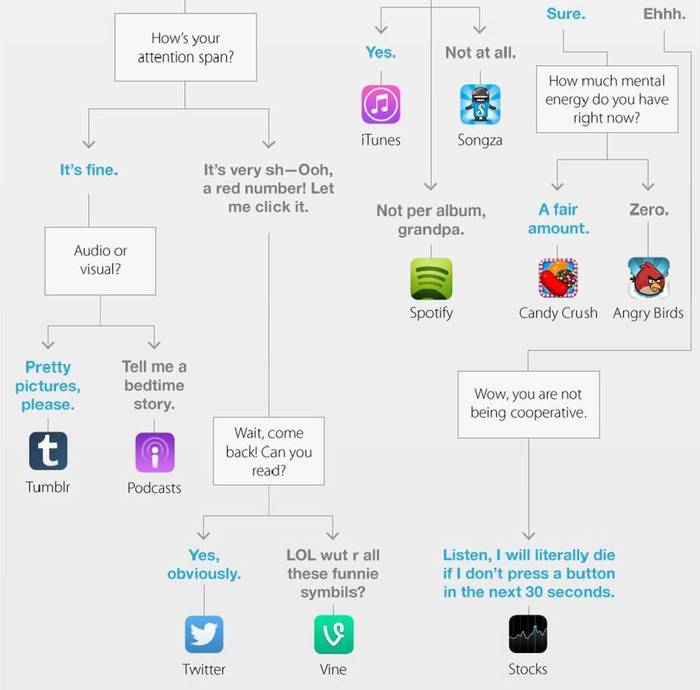 How's your
attention span?
It's fine.
It's very sh—Ooh,
a red number! Let
me click it.
Audio or
visual?
Pretty
pictures,
please.
Tell me a
bedtime
story.
t
Tumblr
Podcasts
Wait, come
back! Can you
read?
Yes,
obviously.
LOL wut r all
these funnie
symbils?
Twitter
Vine
Yes.
Not at all.
iTunes
Songza
Not per album,
grandpa.
Spotify
Sure.
Ehhh.
How much mental
energy do you have
right now?
A fair
amount.
Zero.
Candy Crush
Angry Birds
Wow, you are not
being cooperative.
Listen, I will literally die
if I don't press a button
in the next 30 seconds.
Stocks